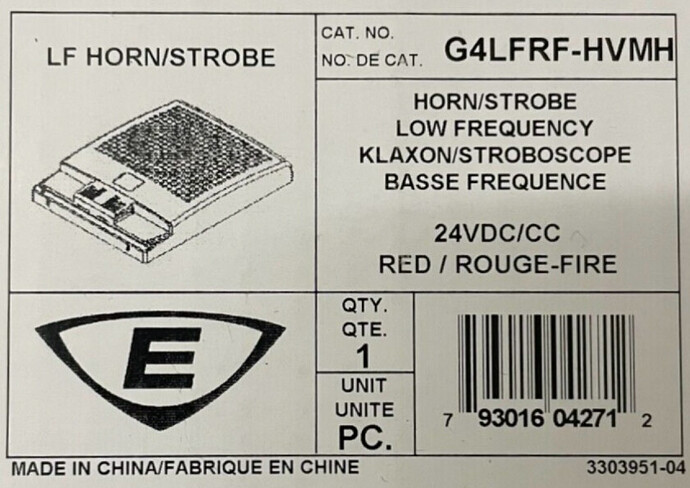 LF HORN/STROBE
CAT. NO.
NO. DE CAT.
G4LFRF-HVMH
HORN/STROBE
LOW FREQUENCY
KLAXON/STROBOSCOPE
BASSE FREQUENCE
24VDC/CC
RED / ROUGE-FIRE
E
QTY.
QTE.
1
UNIT
UNITE
PC.
7 93016 04271 2
MADE IN CHINA/FABRIQUE EN CHINE
3303951-04